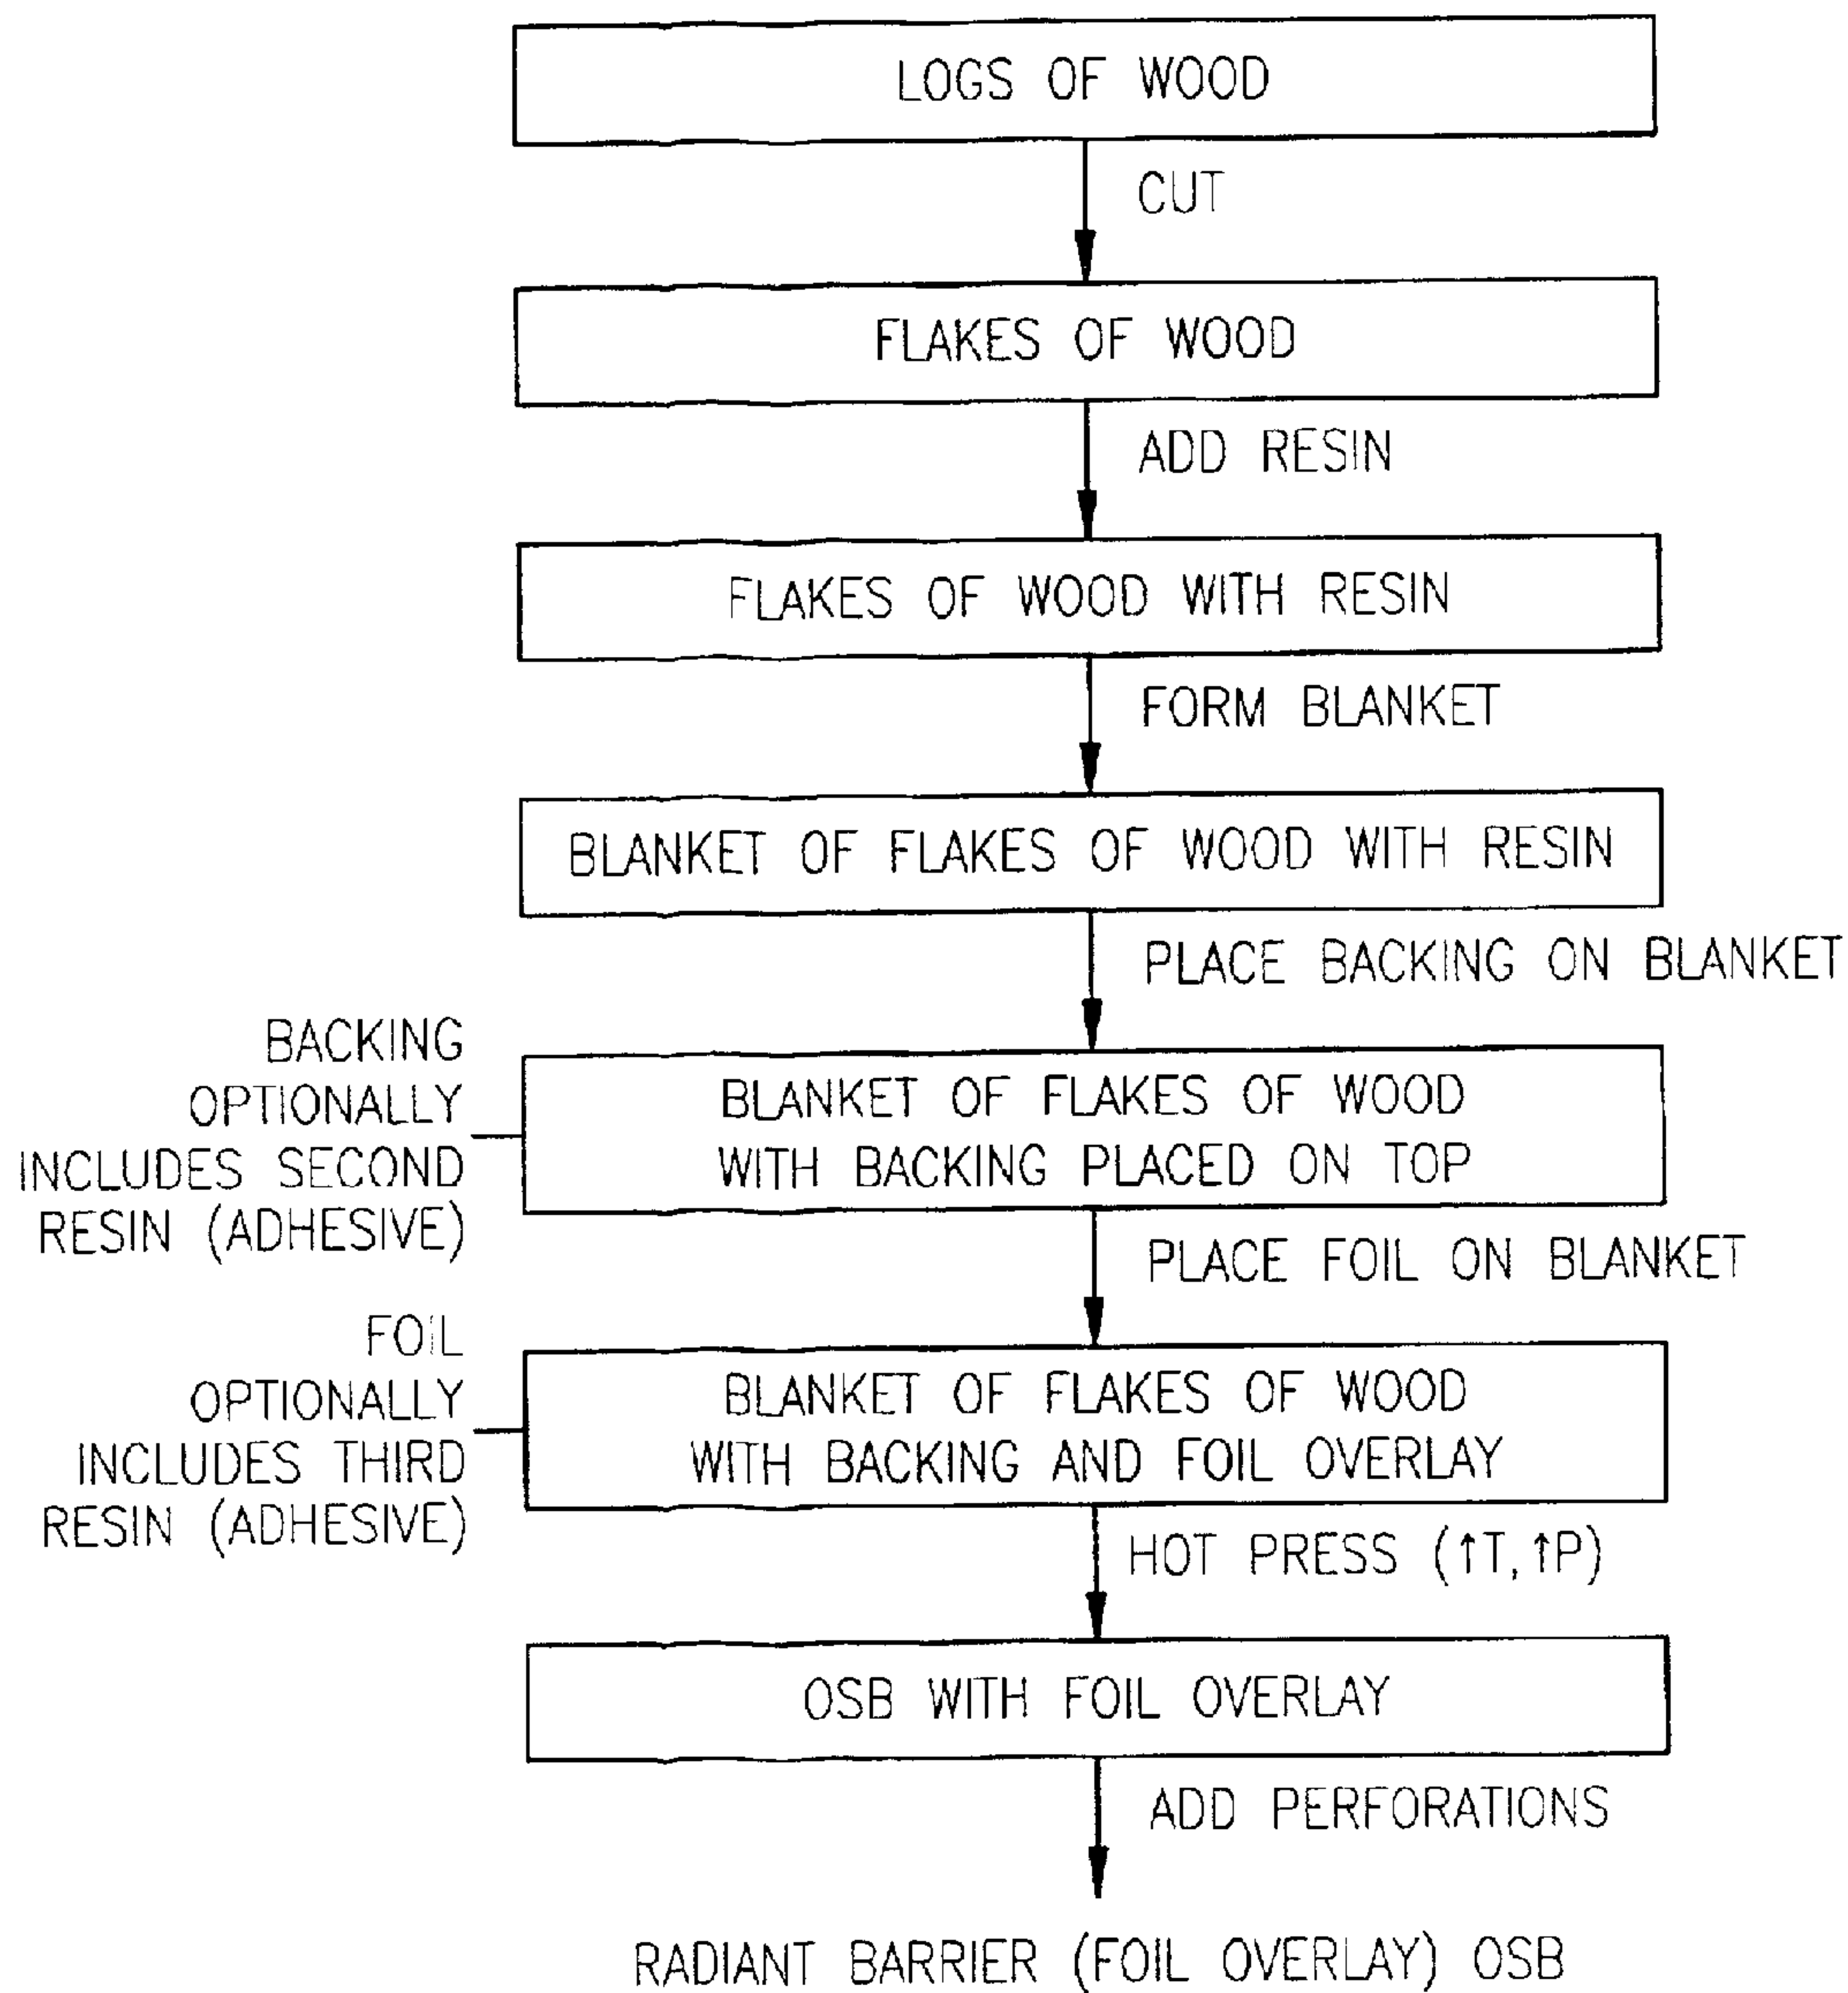 LOGS OF WOOD
CUT
FLAKES OF WOOD
ADD RESIN
FLAKES OF WOOD WITH RESIN
FORM BLANKET
BLANKET OF FLAKES OF WOOD WITH RESIN
PLACE BACKING ON BLANKET
BACKING
OPTIONALLY
INCLUDES SECOND
RESIN (ADHESIVE)
BLANKET OF FLAKES OF WOOD
WITH BACKING PLACED ON TOP
PLACE FOIL ON BLANKET
FOIL
OPTIONALLY
INCLUDES THIRD
RESIN (ADHESIVE)
BLANKET OF FLAKES OF WOOD
WITH BACKING AND FOIL OVERLAY
HOT PRESS (↑T,↑P)
OSB WITH FOIL OVERLAY
ADD PERFORATIONS
RADIANT BARRIER (FOIL OVERLAY) OSB